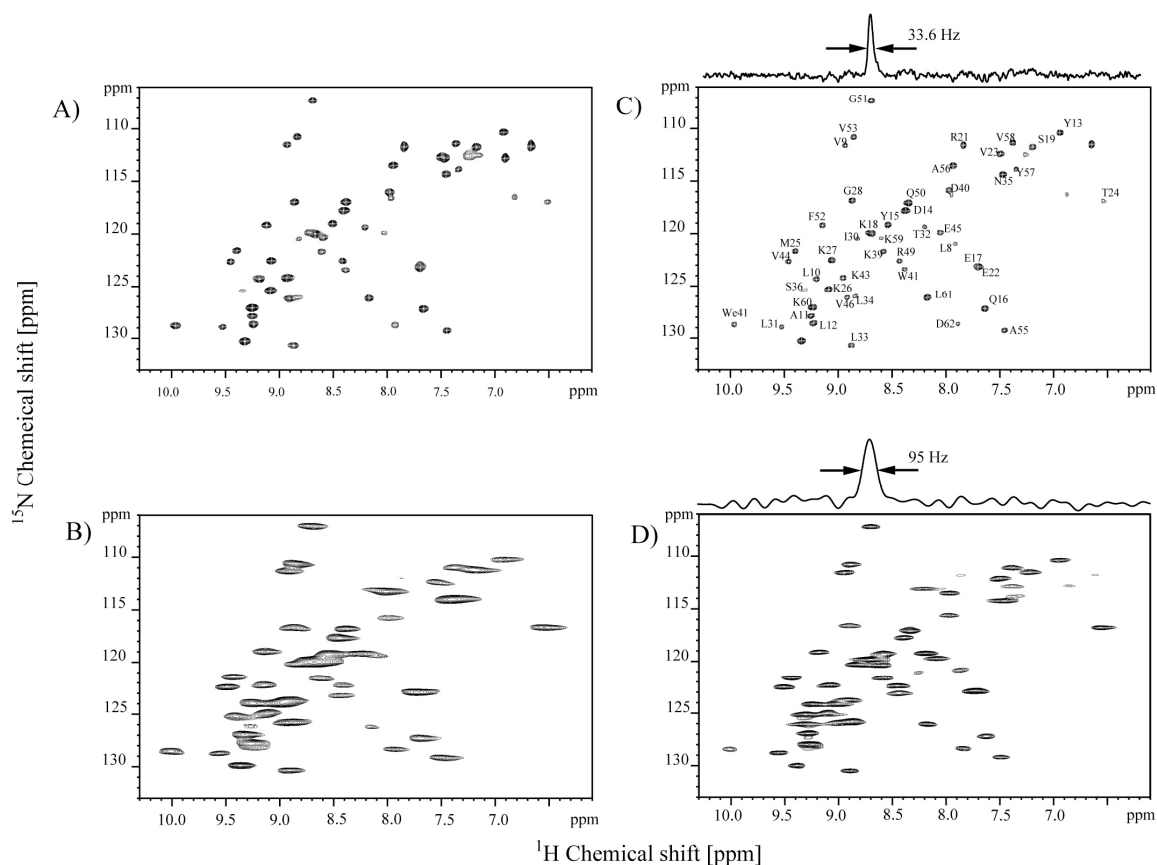 33.6 Hz
A)
ppm
110
115
120
125
130
10.0 9.5 9.0 8.5 8.0 7.5 7.0 ppm
C)
ppm
110
115
120
125
130
G51
V53
V9
R21
V58
S19
Y13
V23
A56
Y57
N35
G28
Q50
D40
T24
D14
F52
K18
Y15
I30
K59
T32
E45
M25
K27
K39
R49
L8
V44
W41
E17
L10
K43
E22
S36
K26
V46
L34
L61
K60
Q16
Wε41
L31
A11
L12
D62
A55
L33
10.0 9.5 9.0 8.5 8.0 7.5 7.0 ppm
95 Hz
B)
ppm
110
115
120
125
130
10.0 9.5 9.0 8.5 8.0 7.5 7.0 ppm
D)
ppm
110
115
120
125
130
10.0 9.5 9.0 8.5 8.0 7.5 7.0 ppm
15N Chemeical shift [ppm]
1H Chemical shift [ppm]